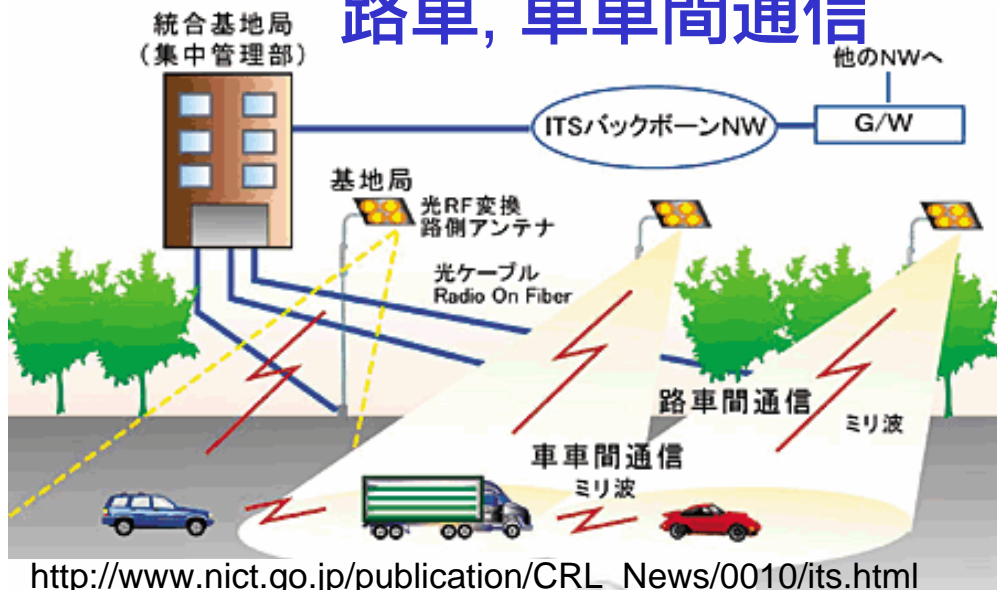 路車, 車車間通信
統合基地局
(集中管理部)
他のNWへ
ITSバックボーンNW
G/W
基地局
光RF変換
路側アンテナ
光ケーブル
Radio On Fiber
路車間通信
ミリ波
車車間通信
ミリ波
http://www.nict.go.jp/publication/CRL_News/0010/its.html